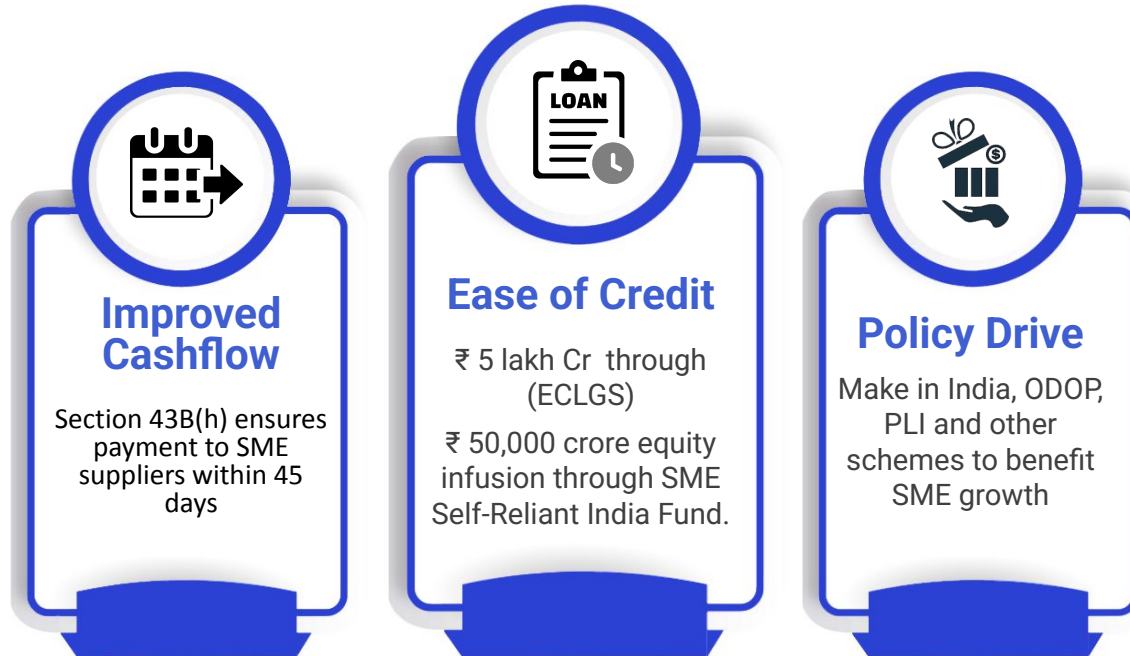 Improved
Cashflow
Section 43B(h) ensures
payment to SME
suppliers within 45
days
LOAN
Ease of Credit
₹ 5 lakh Cr through
(ECLGS)
₹ 50,000 crore equity
infusion through SME
Self-Reliant India Fund.
$
Policy Drive
Make in India, ODOP,
PLI and other
schemes to benefit
SME growth